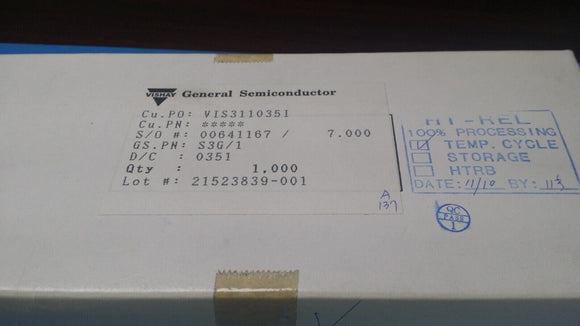 VISHAY General Semiconductor
Cu.PO: VIS3110351
Cu.PN: *****
S/O #: 00641167 / 7.000
GS.PN: S3G/1
D/C : 0351
Qty : 1.000
Lot #: 21523839-001
A
137
HI-REL
100% PROCESSING
TEMP. CYCLE
STORAGE
HTRB
DATE: 11/10 BY:
QC
PASS
1